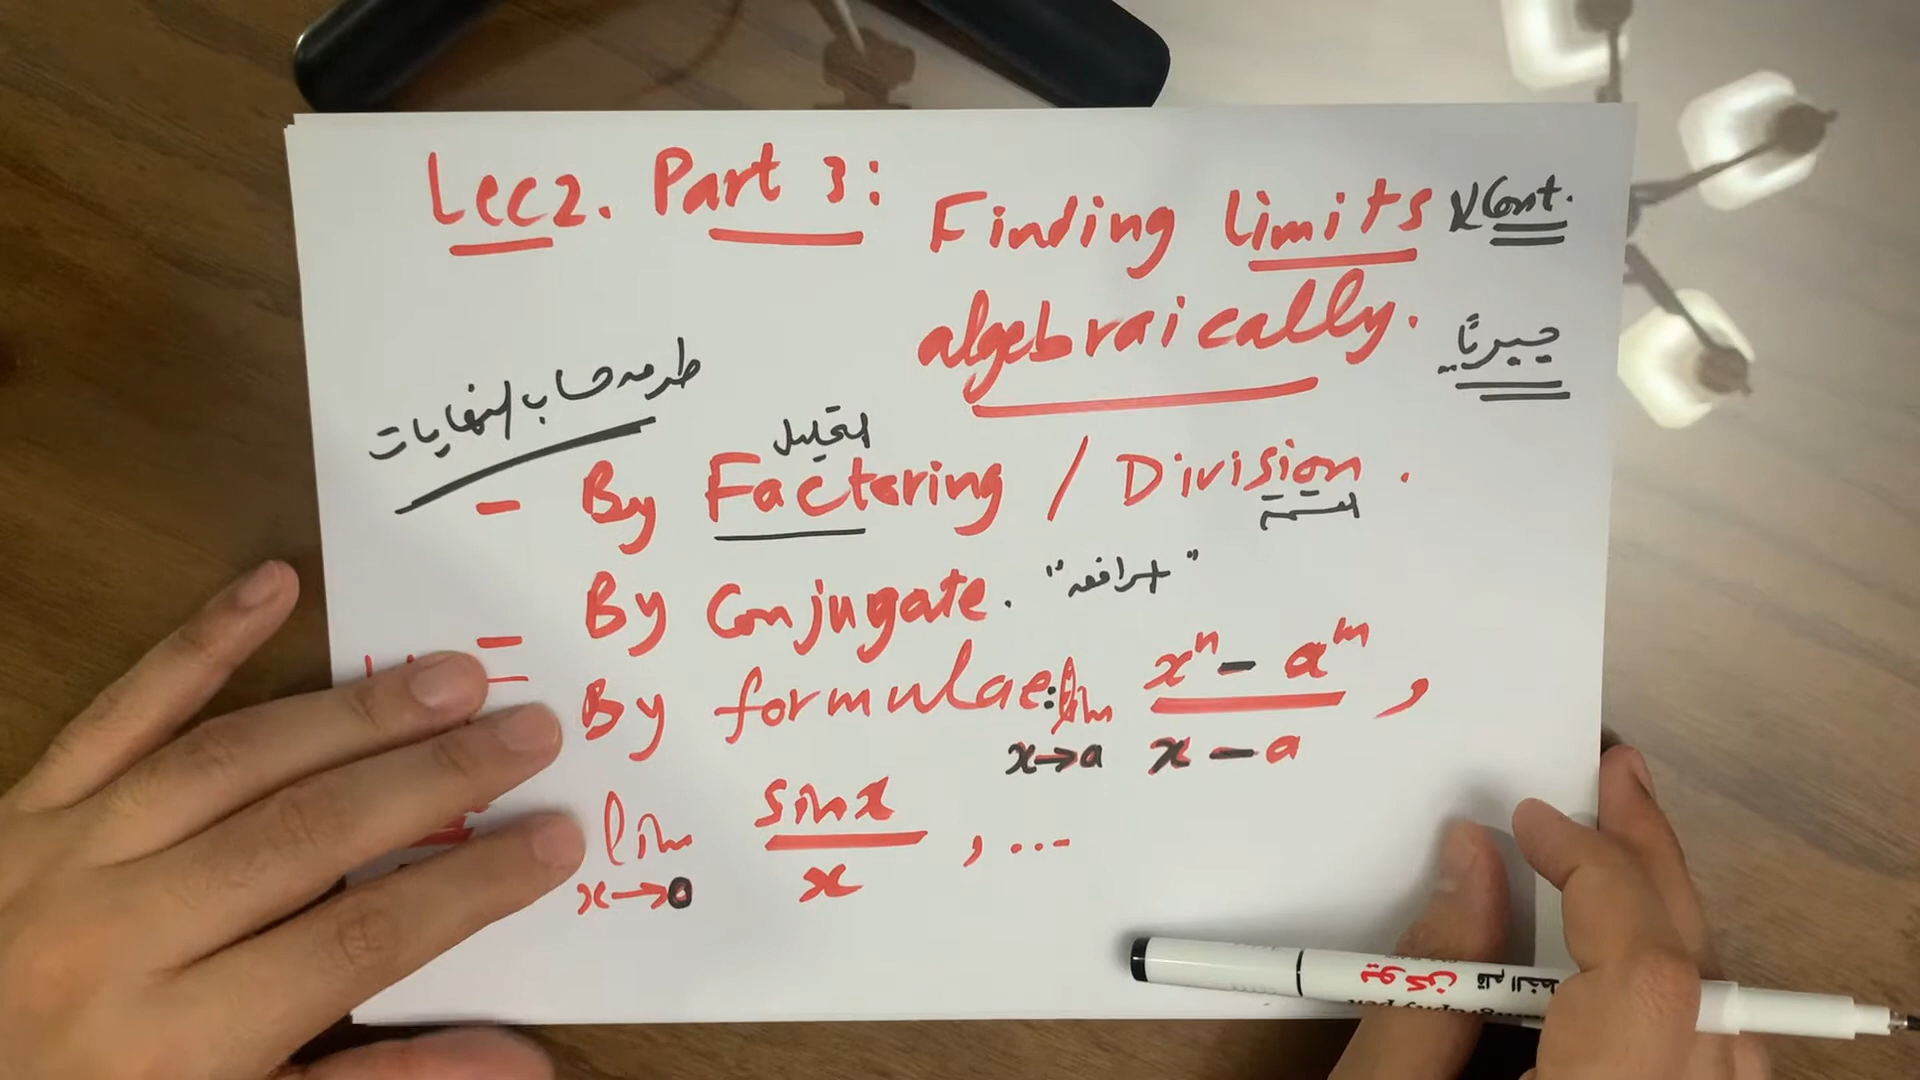 Lec2. Part 3: Finding limits Cont.
algebraically. جبريًا
طرق حساب النهايات
التحليل
- By Factoring / Division.
القسمة
- By Conjugate. "المرافق"
By formulae: lim x→a (xⁿ - aᵐ) / (x - a) ,
lim x→0 sinx / x , ...